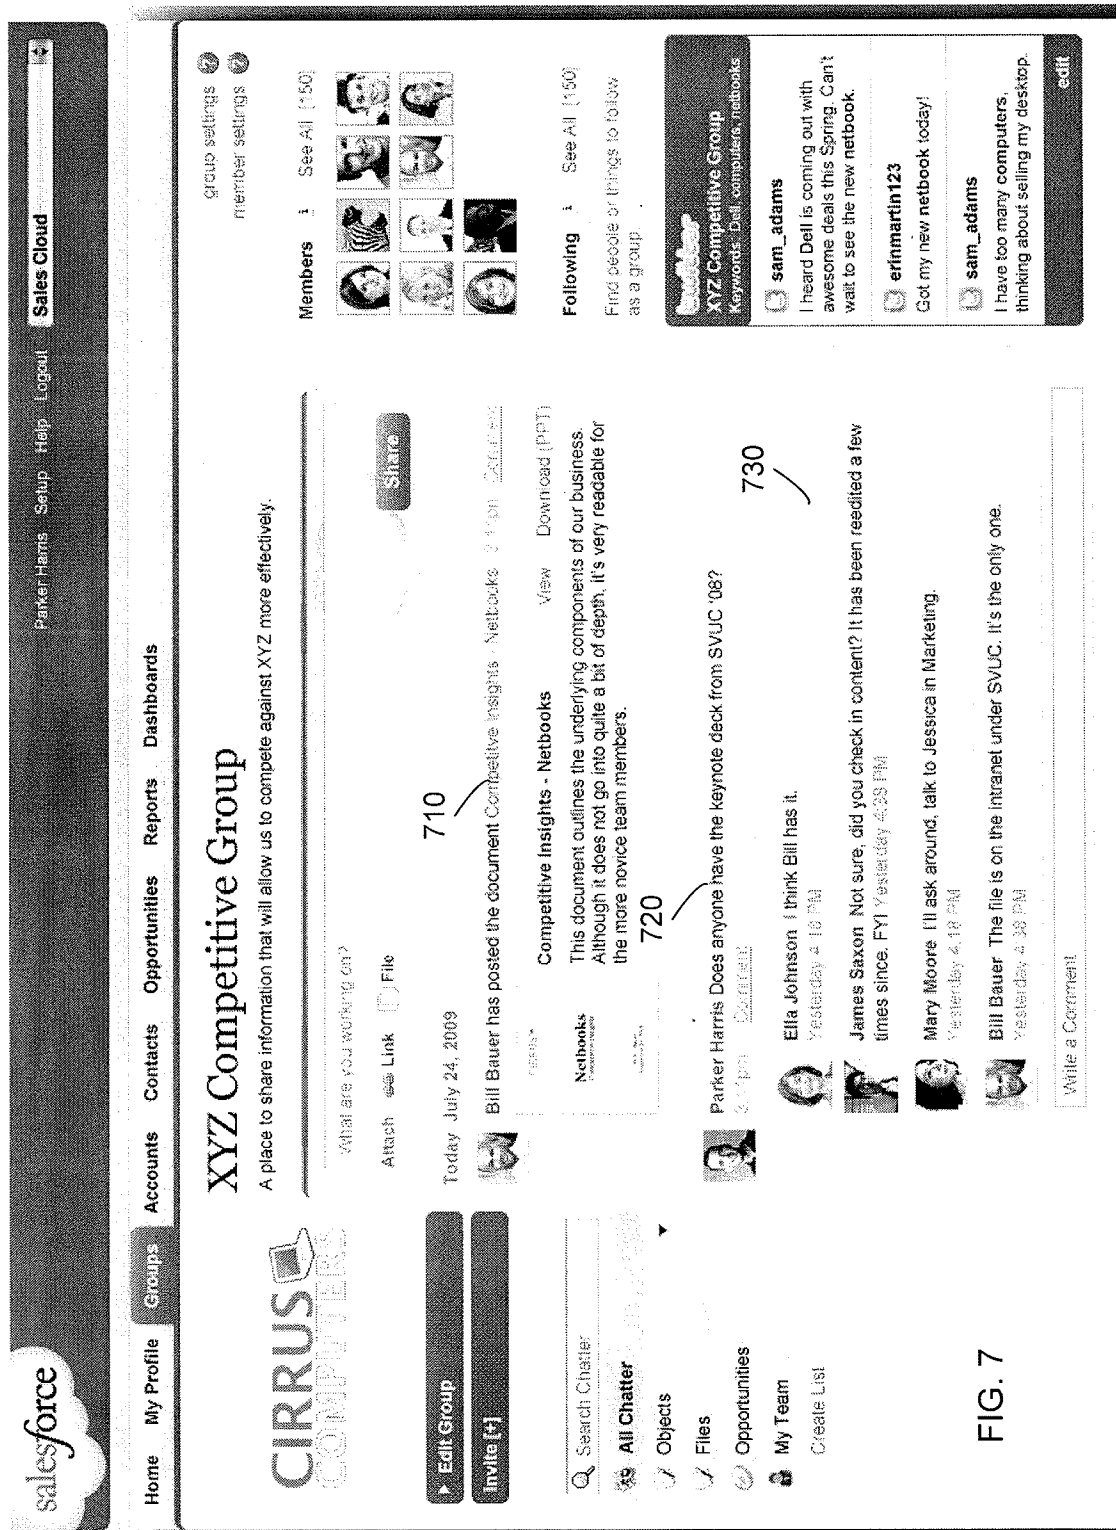 salesforce
Parker Harris Setup Help Logout Sales Cloud
Home My Profile Groups Accounts Contacts Opportunities Reports Dashboards
CIRRUS
COMPUTERS
Edit Group
Invite [+]
Search Chatter
All Chatter
Objects
Files
Opportunities
My Team
Create List
XYZ Competitive Group
A place to share information that will allow us to compete against XYZ more effectively.
What are you working on?
Attach Link File
Share
Today July 24, 2009
710
Bill Bauer has posted the document Competitve Insights - Netbooks Comment
Netbooks
Competitive Insights - Netbooks View Download (PPT)
This document outlines the underlying components of our business.
Although it does not go into quite a bit of depth, it's very readable for
the more novice team members.
720
Parker Harris Does anyone have the keynote deck from SVUC '08?
Comment
730
Ella Johnson I think Bill has it.
Yesterday 4:18 PM
James Saxon Not sure, did you check in content? It has been reedited a few
times since. FYI Yesterday 4:38 PM
Mary Moore I'll ask around, talk to Jessica in Marketing.
Yesterday 4:18 PM
Bill Bauer The file is on the intranet under SVUC. It's the only one.
Yesterday 4:38 PM
Write a Comment
group settings ?
member settings ?
Members See All (150)
Following See All (150)
Find people or things to follow
as a group.
twitter
XYZ Competitive Group
Keywords: Dell, computers, netbooks
sam_adams
I heard Dell is coming out with
awesome deals this Spring. Can't
wait to see the new netbook.
erinmartin123
Got my new netbook today!
sam_adams
I have too many computers,
thinking about selling my desktop.
edit
FIG. 7